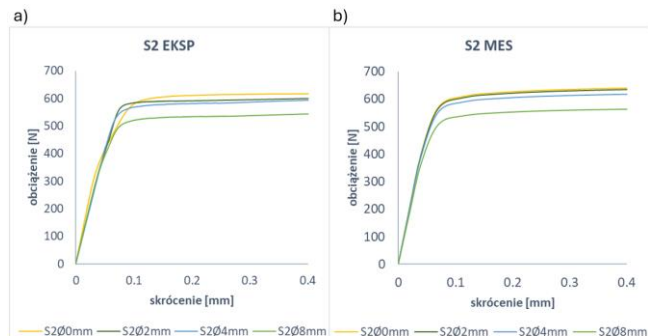 a)
S2 EKSP
obciążenie [N]
700
600
500
400
300
200
100
0
0
0.1
0.2
0.3
0.4
skrócenie [mm]
S2Ø0mm
S2Ø2mm
S2Ø4mm
S2Ø8mm
b)
S2 MES
obciążenie [N]
700
600
500
400
300
200
100
0
0
0.1
0.2
0.3
0.4
skrócenie [mm]
S2Ø0mm
S2Ø2mm
S2Ø4mm
S2Ø8mm